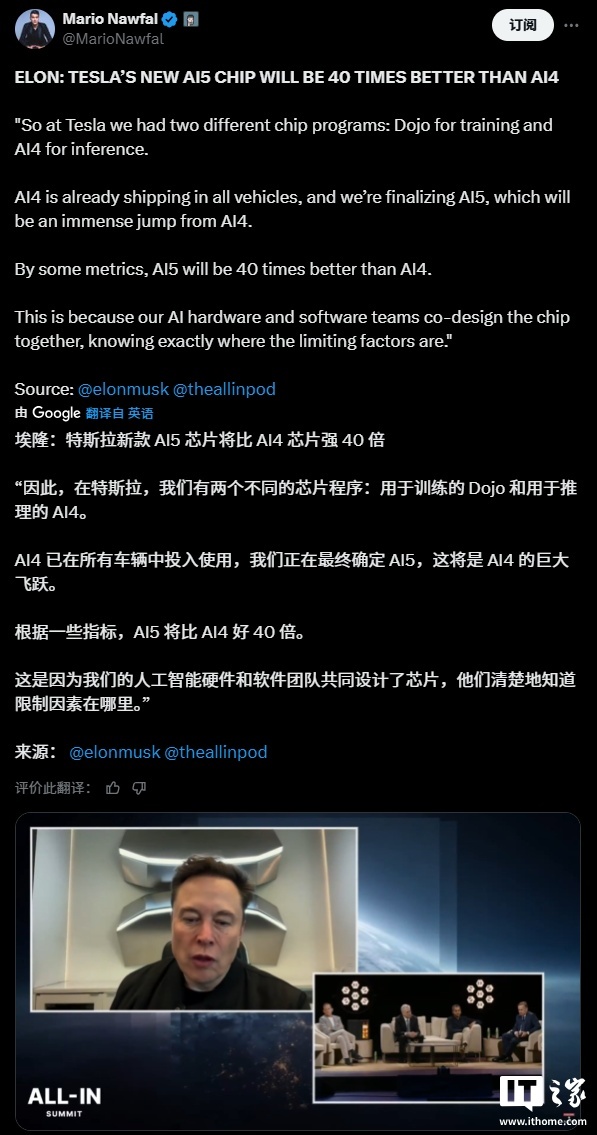 Mario Nawfal
@MarioNawfal
订阅
ELON: TESLA’S NEW AI5 CHIP WILL BE 40 TIMES BETTER THAN AI4
"So at Tesla we had two different chip programs: Dojo for training and
AI4 for inference.
AI4 is already shipping in all vehicles, and we’re finalizing AI5, which will
be an immense jump from AI4.
By some metrics, AI5 will be 40 times better than AI4.
This is because our AI hardware and software teams co-design the chip
together, knowing exactly where the limiting factors are."
Source: @elonmusk @theallinpod
由 Google 翻译自 英语
埃隆：特斯拉新款 AI5 芯片将比 AI4 芯片强 40 倍
“因此，在特斯拉，我们有两个不同的芯片程序：用于训练的 Dojo 和用于推
理的 AI4。
AI4 已在所有车辆中投入使用，我们正在最终确定 AI5，这将是 AI4 的巨大
飞跃。
根据一些指标，AI5 将比 AI4 好 40 倍。
这是因为我们的人工智能硬件和软件团队共同设计了芯片，他们清楚地知道
限制因素在哪里。”
来源： @elonmusk @theallinpod
评价此翻译：
ALL-IN
SUMMIT
IT之家
www.ithome.com